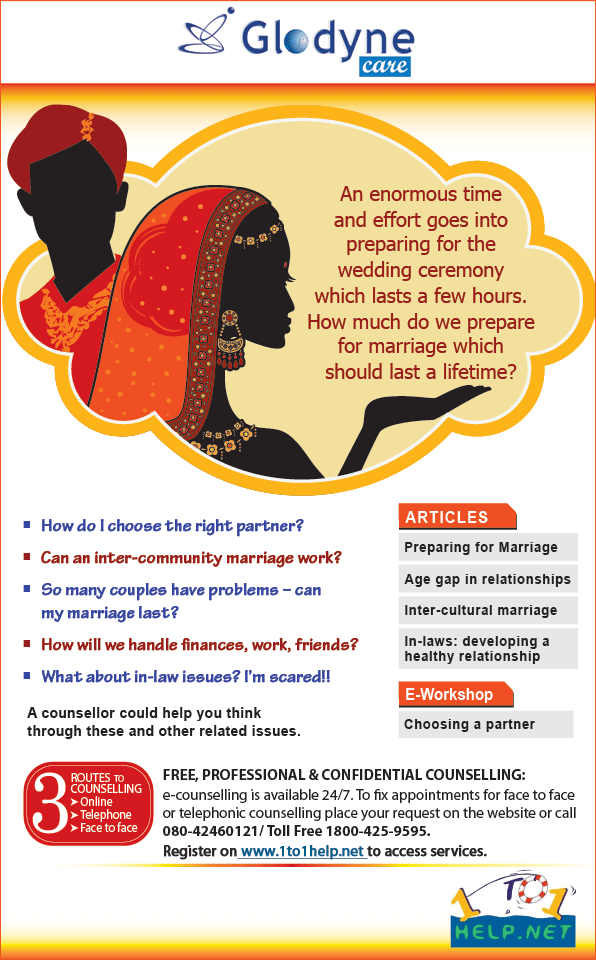 Glodyne
care
An enormous time
and effort goes into
preparing for the
wedding ceremony
which lasts a few hours.
How much do we prepare
for marriage which
should last a lifetime?
How do I choose the right partner?
Can an inter-community marriage work?
So many couples have problems – can
my marriage last?
How will we handle finances, work, friends?
What about in-law issues? I'm scared!!
A counsellor could help you think
through these and other related issues.
ARTICLES
Preparing for Marriage
Age gap in relationships
Inter-cultural marriage
In-laws: developing a
healthy relationship
E-Workshop
Choosing a partner
3 ROUTES TO
COUNSELLING
➤ Online
➤ Telephone
➤ Face to face
FREE, PROFESSIONAL & CONFIDENTIAL COUNSELLING:
e-counselling is available 24/7. To fix appointments for face to face
or telephonic counselling place your request on the website or call
080-42460121/ Toll Free 1800-425-9595.
Register on www.1to1help.net to access services.
1 TO 1
HELP.NET